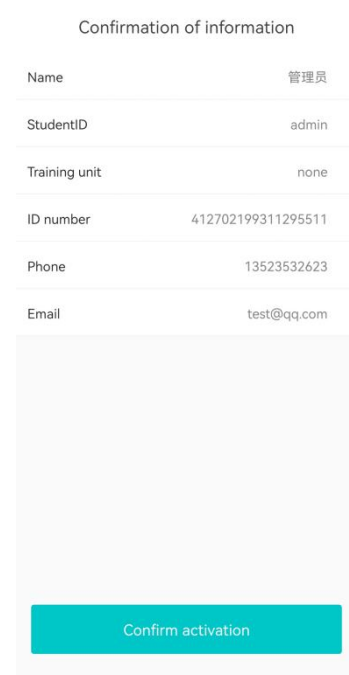 Confirmation of information
Name 管理员
StudentID admin
Training unit none
ID number 412702199311295511
Phone 13523532623
Email test@qq.com
Confirm activation